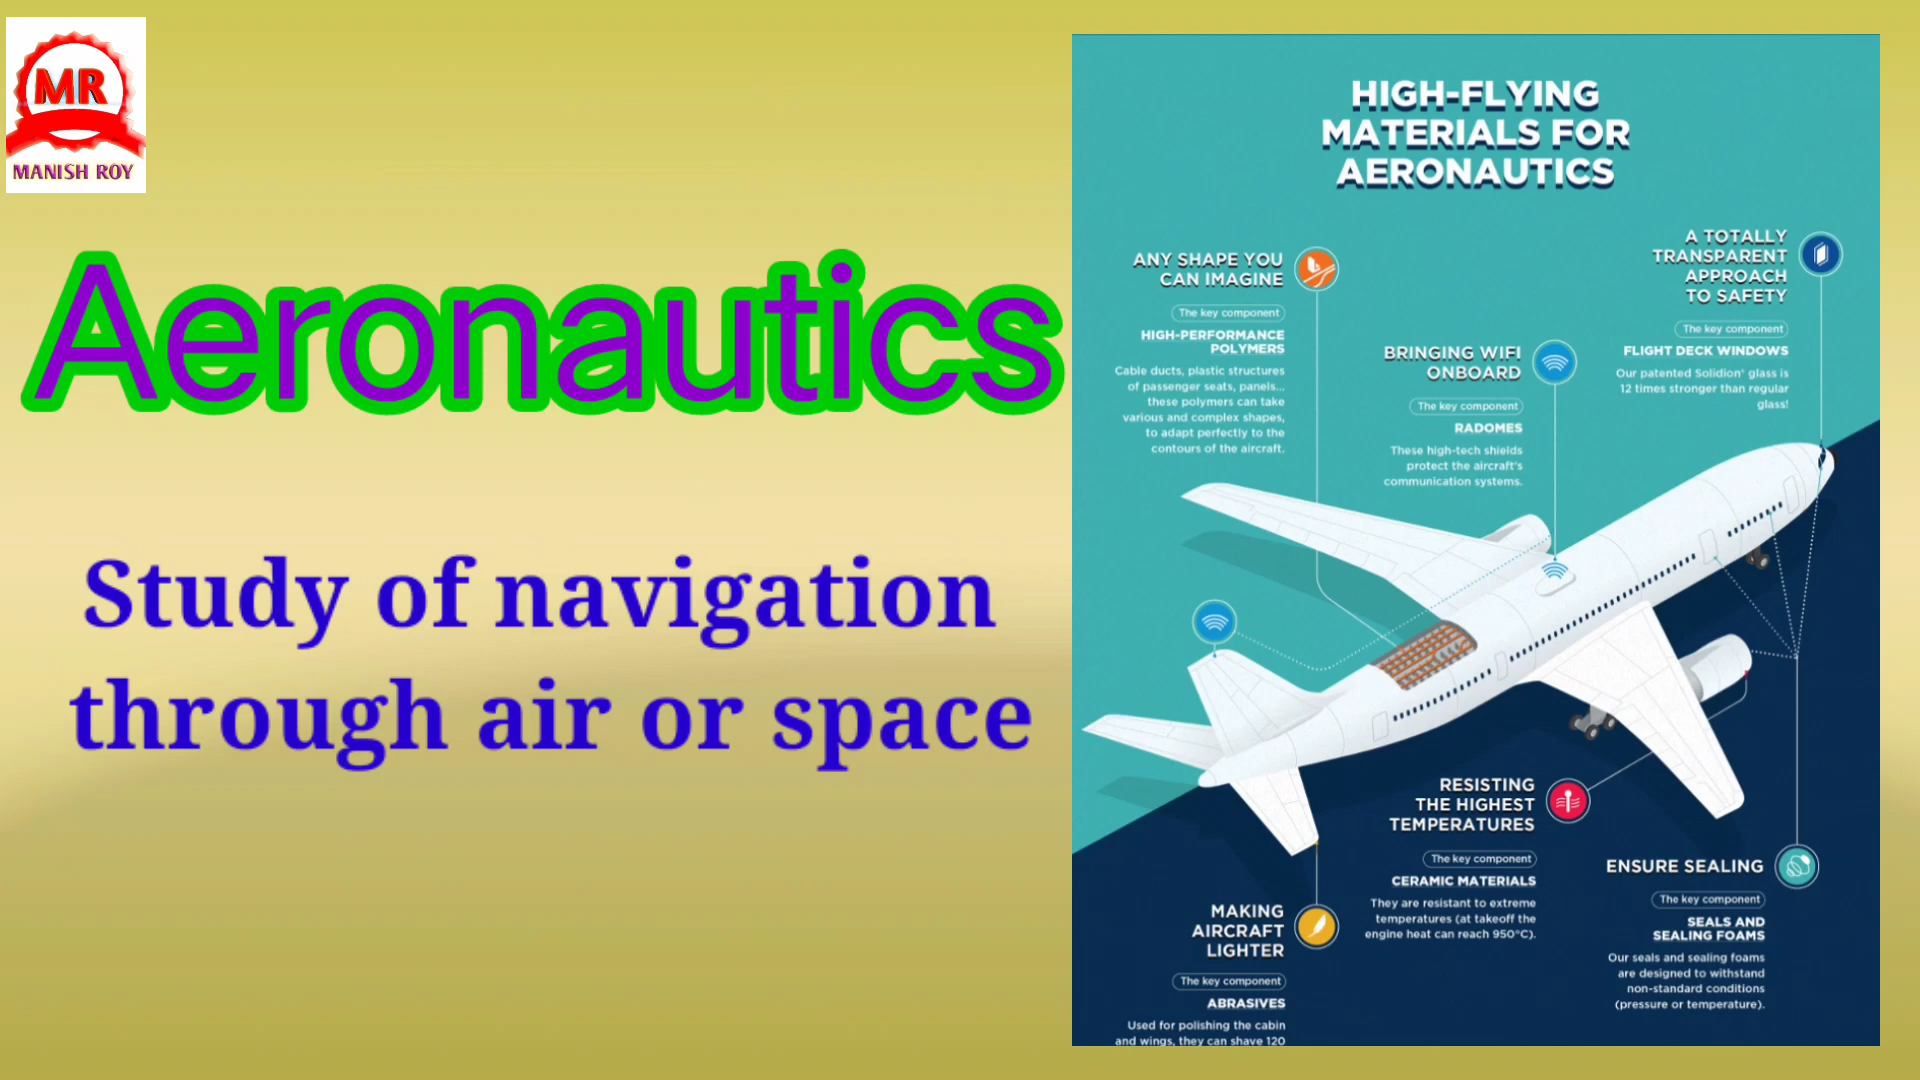 MR
MANISH ROY
Aeronautics
Study of navigation
through air or space
HIGH-FLYING
MATERIALS FOR
AERONAUTICS
ANY SHAPE YOU
CAN IMAGINE
The key component
HIGH-PERFORMANCE
POLYMERS
Cable ducts, plastic structures
of passenger seats, panels...
these polymers can take
various and complex shapes,
to adapt perfectly to the
contours of the aircraft.
BRINGING WIFI
ONBOARD
The key component
RADOMES
These high-tech shields
protect the aircraft's
communication systems.
A TOTALLY
TRANSPARENT
APPROACH
TO SAFETY
The key component
FLIGHT DECK WINDOWS
Our patented Solidion® glass is
12 times stronger than regular
glass!
MAKING
AIRCRAFT
LIGHTER
The key component
ABRASIVES
Used for polishing the cabin
and wings, they can shave 120
RESISTING
THE HIGHEST
TEMPERATURES
The key component
CERAMIC MATERIALS
They are resistant to extreme
temperatures (at takeoff the
engine heat can reach 950°C).
ENSURE SEALING
The key component
SEALS AND
SEALING FOAMS
Our seals and sealing foams
are designed to withstand
non-standard conditions
(pressure or temperature).